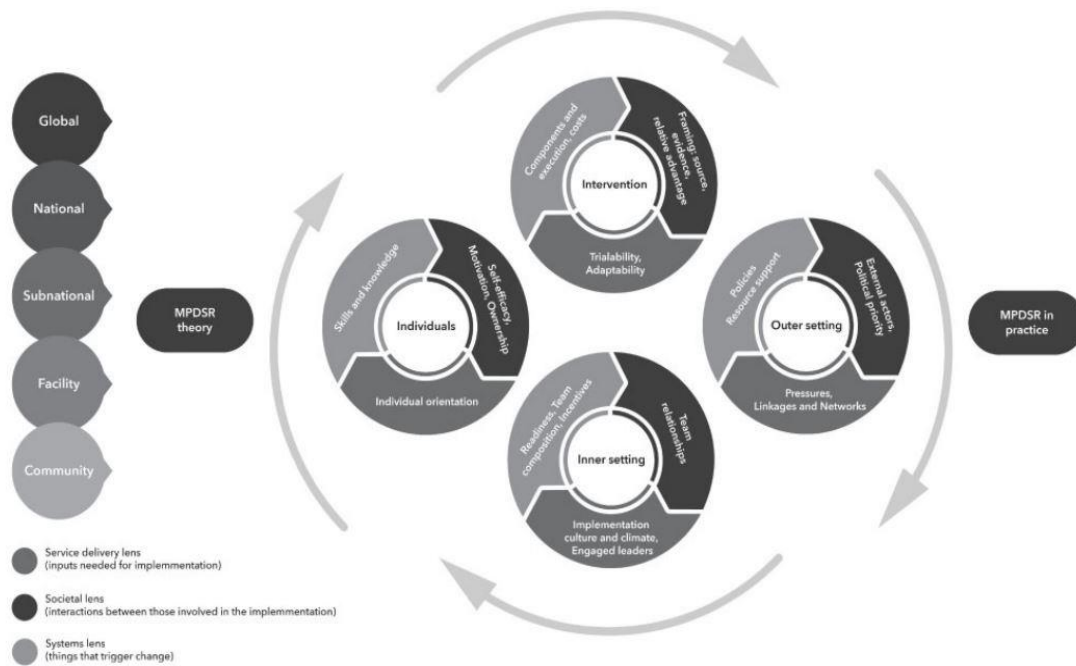 Global
National
Subnational
Facility
Community
MPDSR
theory
Components and
execution, costs
Framing: source,
evidence,
relative advantage
Intervention
Trialability,
Adaptability
Skills and knowledge
Self-efficacy,
Motivation, Ownership
Individuals
Individual orientation
Policies
Resource support
External actors,
Political priority
Outer setting
Pressures,
Linkages and Networks
Readiness, Team
composition, Incentives
Team
relationships
Inner setting
Implementation
culture and climate,
Engaged leaders
MPDSR in
practice
Service delivery lens
(inputs needed for implemmentation)
Societal lens
(interactions between those involved in the implemmentation)
Systems lens
(things that trigger change)